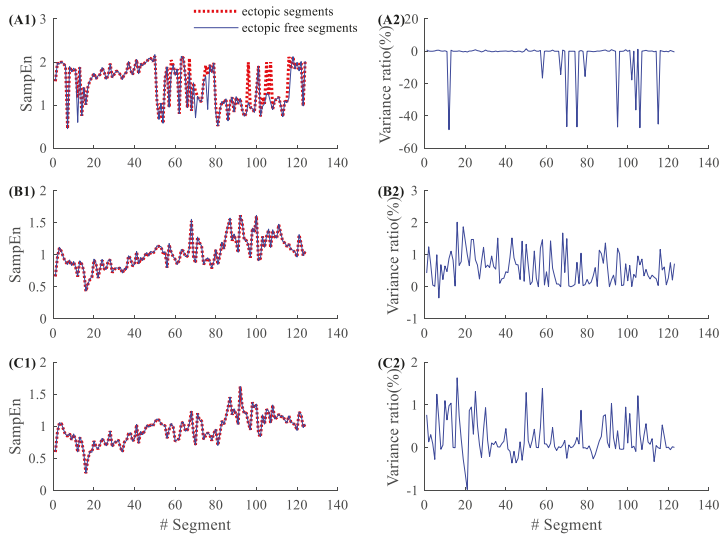 ectopic segments
ectopic free segments
(A1)
3
2
1
0
SampEn
0 20 40 60 80 100 120 140
(A2)
20
0
-20
-40
-60
Variance ratio(%)
0 20 40 60 80 100 120 140
(B1)
2
1.5
1
0.5
0
SampEn
0 20 40 60 80 100 120 140
(B2)
3
2
1
0
-1
Variance ratio(%)
0 20 40 60 80 100 120 140
(C1)
2
1.5
1
0.5
0
SampEn
0 20 40 60 80 100 120 140
# Segment
(C2)
2
1
0
-1
Variance ratio(%)
0 20 40 60 80 100 120 140
# Segment